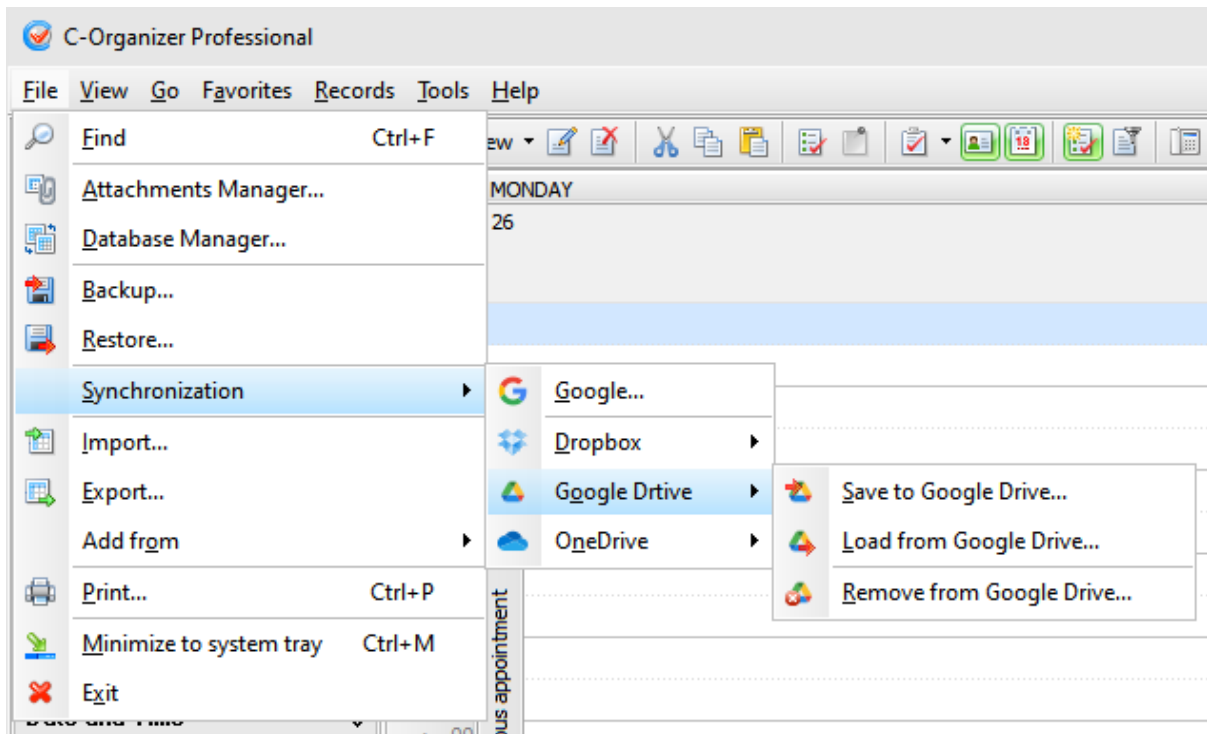 C-Organizer Professional
File View Go Favorites Records Tools Help
Find Ctrl+F
Attachments Manager...
Database Manager...
Backup...
Restore...
Synchronization
Import...
Export...
Add from
Print... Ctrl+P
Minimize to system tray Ctrl+M
Exit
ew
18
MONDAY
26
Google...
Dropbox
Google Drtive
OneDrive
Save to Google Drive...
Load from Google Drive...
Remove from Google Drive...
appointment